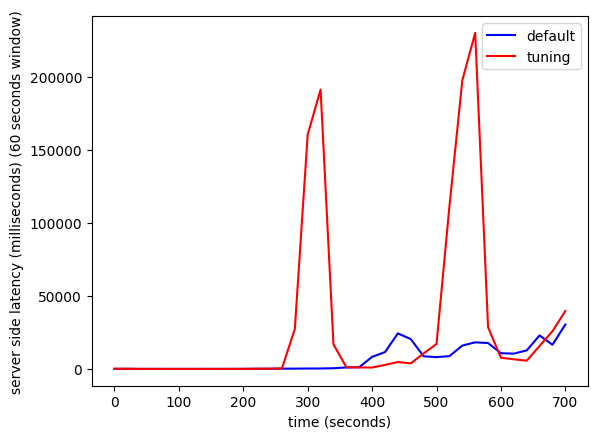 server side latency (milliseconds) (60 seconds window)
200000
150000
100000
50000
0
default
tuning
0 100 200 300 400 500 600 700
time (seconds)